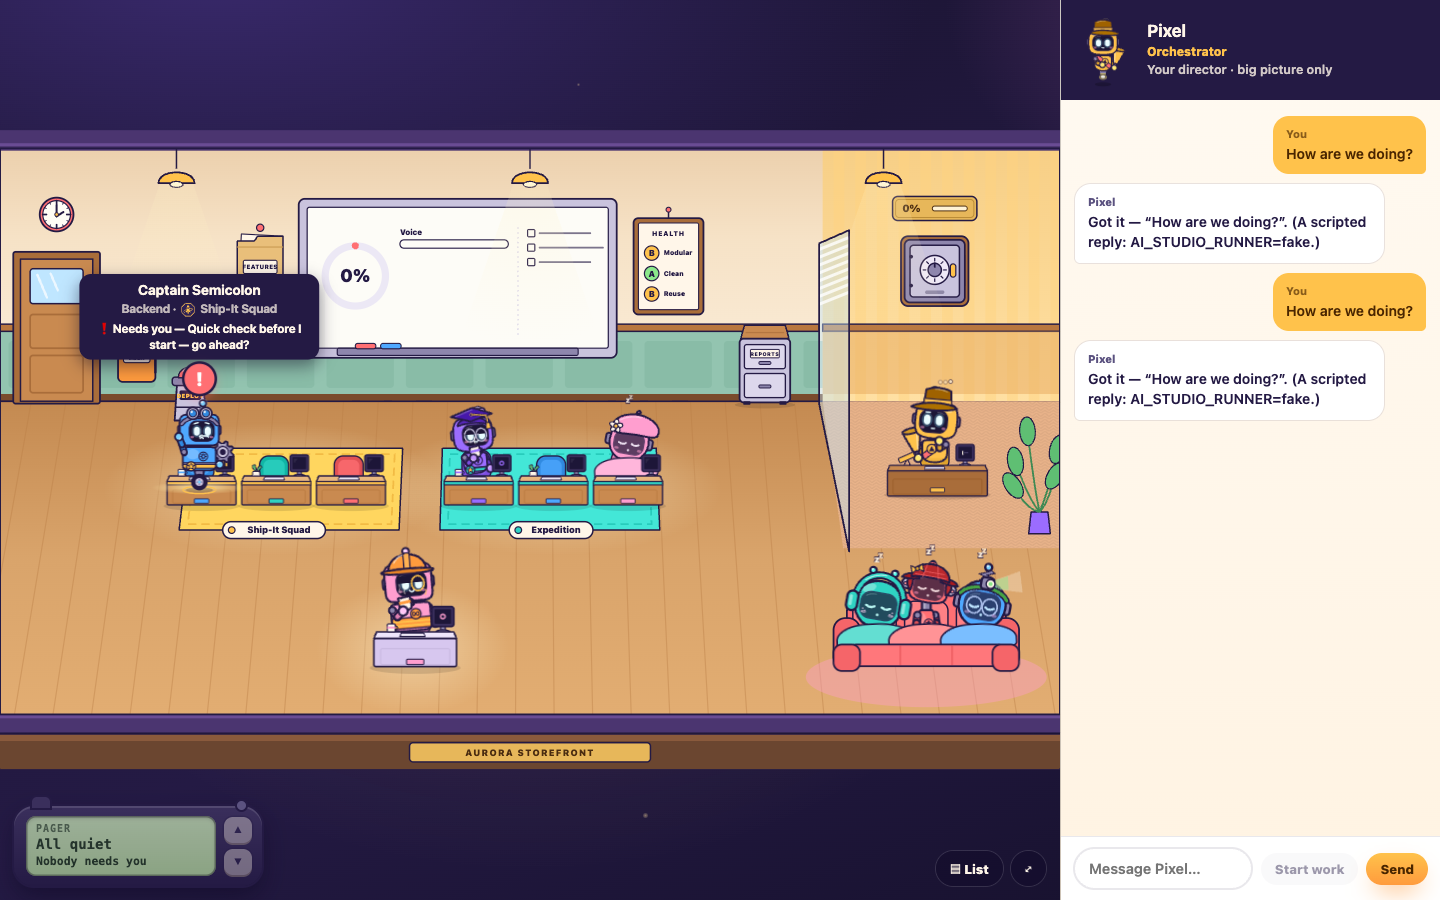 Pixel
Orchestrator
Your director · big picture only
You
How are we doing?
Pixel
Got it — “How are we doing?”. (A scripted
reply: AI_STUDIO_RUNNER=fake.)
You
How are we doing?
Pixel
Got it — “How are we doing?”. (A scripted
reply: AI_STUDIO_RUNNER=fake.)
Message Pixel...
Start work
Send
FEATURES
Voice
0%
HEALTH
B Modular
A Clean
B Reuse
0%
Captain Semicolon
Backend · Ship-It Squad
❗ Needs you — Quick check before I
start — go ahead?
!
REPORTS
Ship-It Squad
Expedition
AURORA STOREFRONT
PAGER
All quiet
Nobody needs you
▲
▼
List